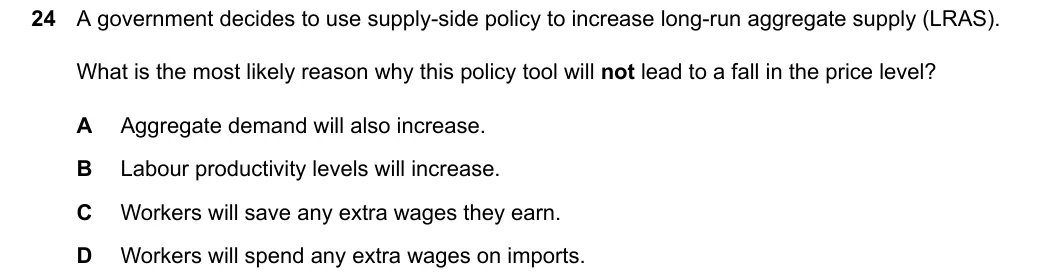 24 A government decides to use supply-side policy to increase long-run aggregate supply (LRAS).
What is the most likely reason why this policy tool will not lead to a fall in the price level?
A Aggregate demand will also increase.
B Labour productivity levels will increase.
C Workers will save any extra wages they earn.
D Workers will spend any extra wages on imports.